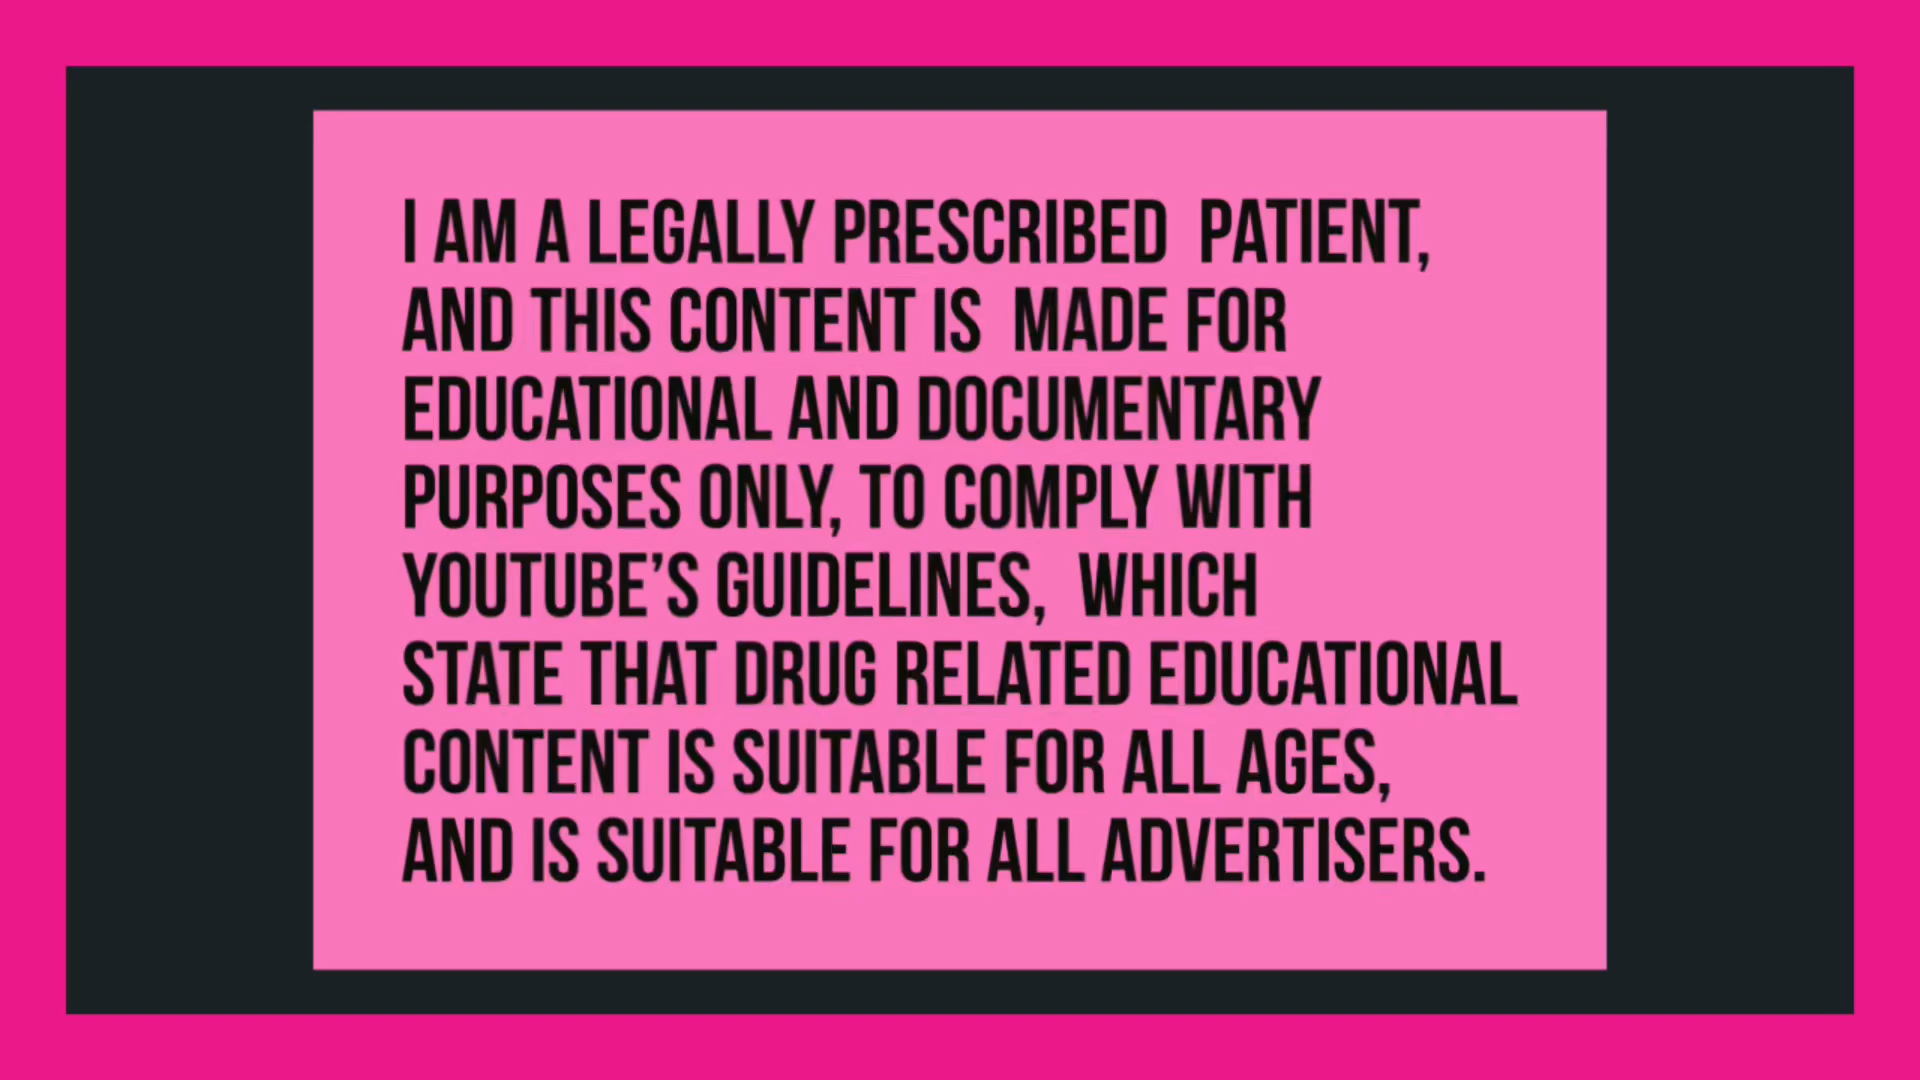 I AM A LEGALLY PRESCRIBED PATIENT,
AND THIS CONTENT IS MADE FOR
EDUCATIONAL AND DOCUMENTARY
PURPOSES ONLY, TO COMPLY WITH
YOUTUBE’S GUIDELINES, WHICH
STATE THAT DRUG RELATED EDUCATIONAL
CONTENT IS SUITABLE FOR ALL AGES,
AND IS SUITABLE FOR ALL ADVERTISERS.